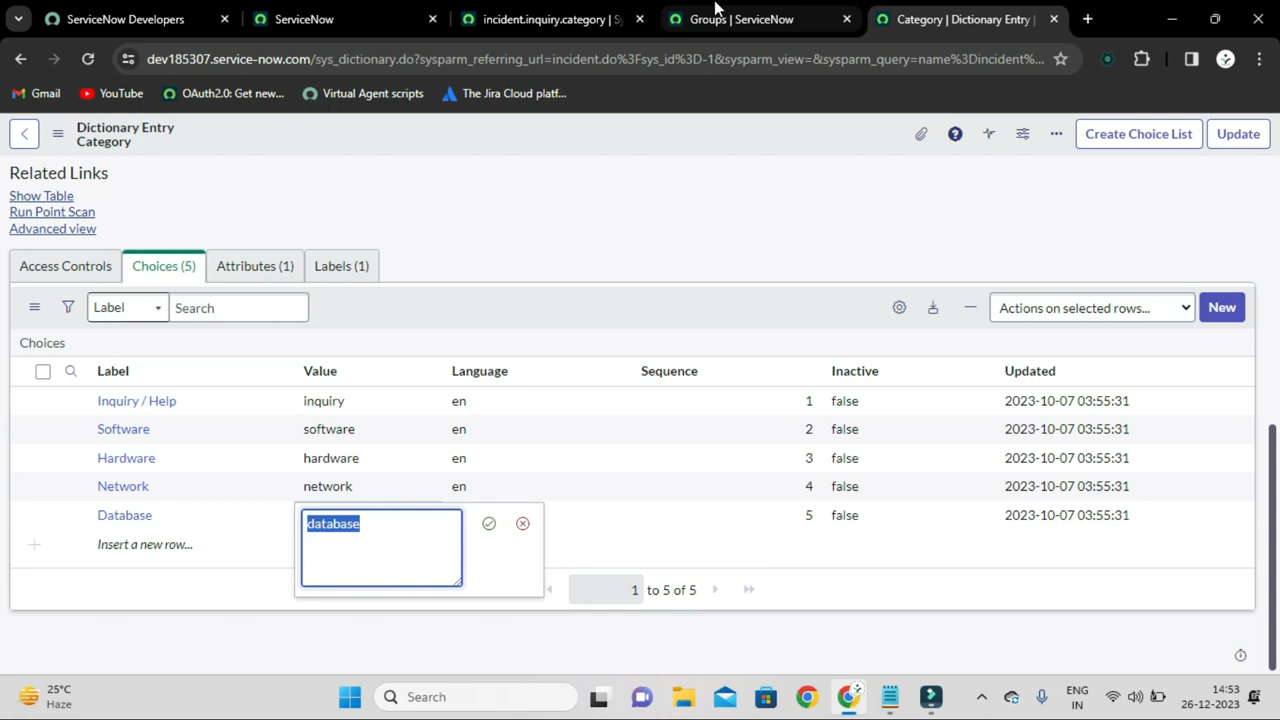 ServiceNow Developers
ServiceNow
incident.inquiry.category | Sy
Groups | ServiceNow
Category | Dictionary Entry |
dev185307.service-now.com/sys_dictionary.do?sysparm_referring_url=incident.do%3Fsys_id%3D-1&sysparm_view=&sysparm_query=name%3Dincident%...
Gmail
YouTube
OAuth2.0: Get new...
Virtual Agent scripts
The Jira Cloud platf...
Dictionary Entry
Category
Create Choice List
Update
Related Links
Show Table
Run Point Scan
Advanced view
Access Controls
Choices (5)
Attributes (1)
Labels (1)
Label
Search
Actions on selected rows...
New
Choices
Label Value Language Sequence Inactive Updated
Inquiry / Help inquiry en 1 false 2023-10-07 03:55:31
Software software en 2 false 2023-10-07 03:55:31
Hardware hardware en 3 false 2023-10-07 03:55:31
Network network en 4 false 2023-10-07 03:55:31
Database database 5 false 2023-10-07 03:55:31
Insert a new row...
1 to 5 of 5
25°C
Haze
Search
ENG
IN
14:53
26-12-2023